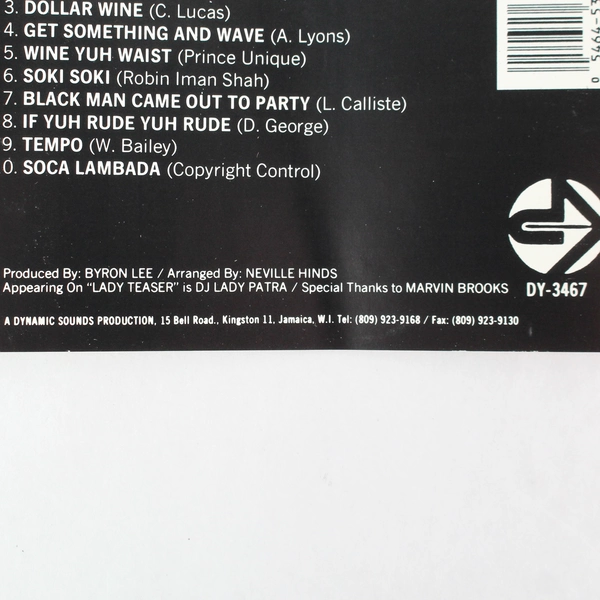 3. DOLLAR WINE (C. Lucas)
4. GET SOMETHING AND WAVE (A. Lyons)
5. WINE YUH WAIST (Prince Unique)
6. SOKI SOKI (Robin Iman Shah)
7. BLACK MAN CAME OUT TO PARTY (L. Calliste)
8. IF YUH RUDE YUH RUDE (D. George)
9. TEMPO (W. Bailey)
0. SOCA LAMBADA (Copyright Control)
0 5464-53
Produced By: BYRON LEE / Arranged By: NEVILLE HINDS
Appearing On "LADY TEASER" is DJ LADY PATRA / Special Thanks to MARVIN BROOKS
DY-3467
A DYNAMIC SOUNDS PRODUCTION, 15 Bell Road., Kingston 11, Jamaica, W.I. Tel: (809) 923-9168 / Fax: (809) 923-9130